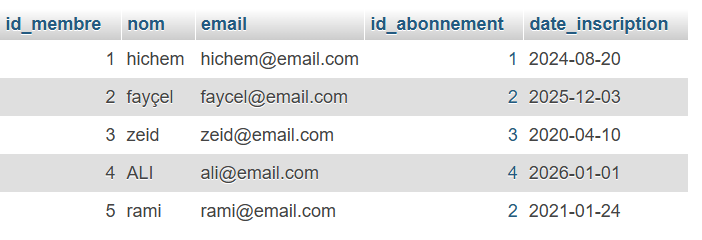 id_membre nom email id_abonnement date_inscription
1 hichem hichem@email.com 1 2024-08-20
2 fayçel faycel@email.com 2 2025-12-03
3 zeid zeid@email.com 3 2020-04-10
4 ALI ali@email.com 4 2026-01-01
5 rami rami@email.com 2 2021-01-24